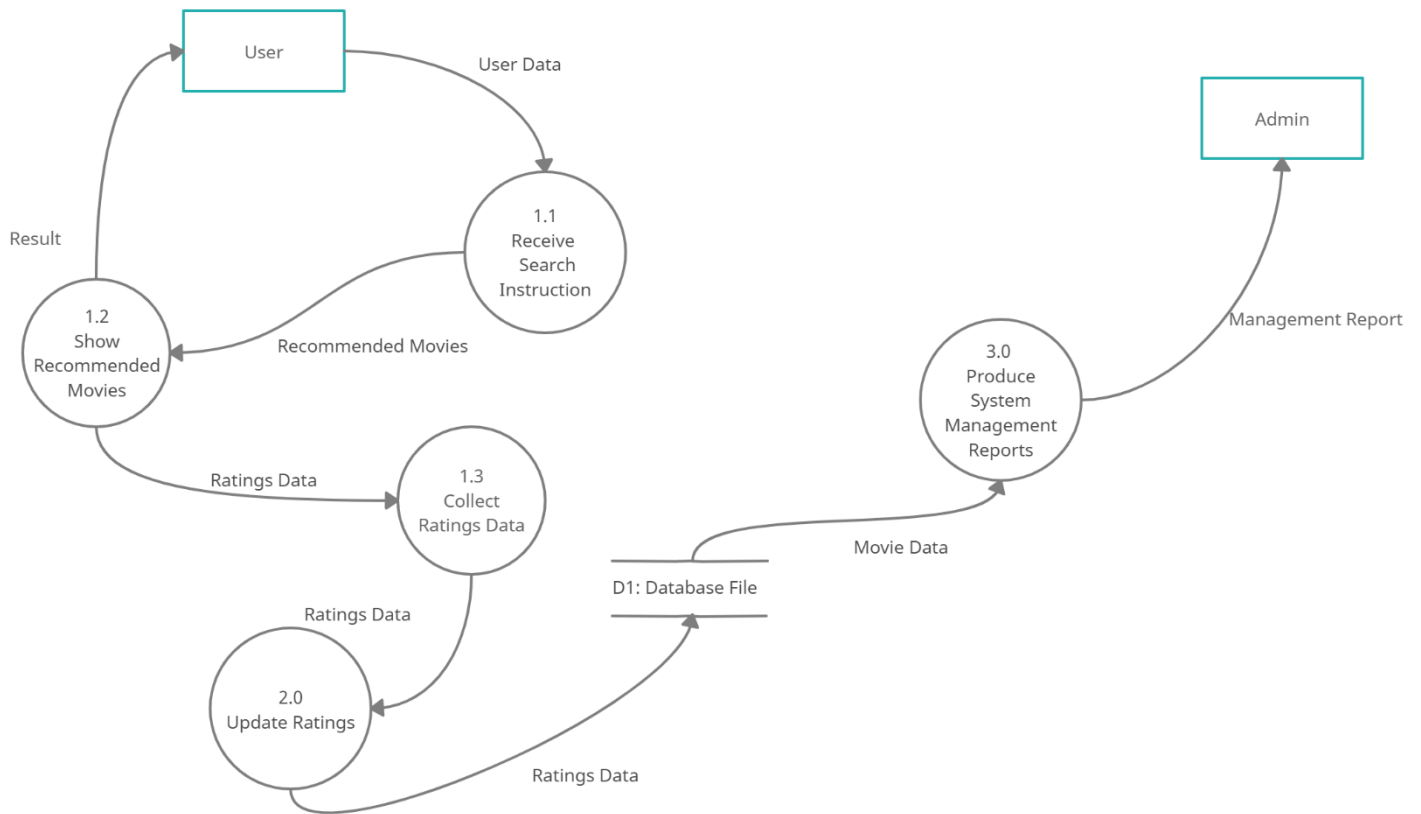 User
User Data
Admin
1.1
Receive
Search
Instruction
Result
Recommended Movies
1.2
Show
Recommended
Movies
Management Report
3.0
Produce
System
Management
Reports
Ratings Data
1.3
Collect
Ratings Data
Movie Data
D1: Database File
Ratings Data
2.0
Update Ratings
Ratings Data